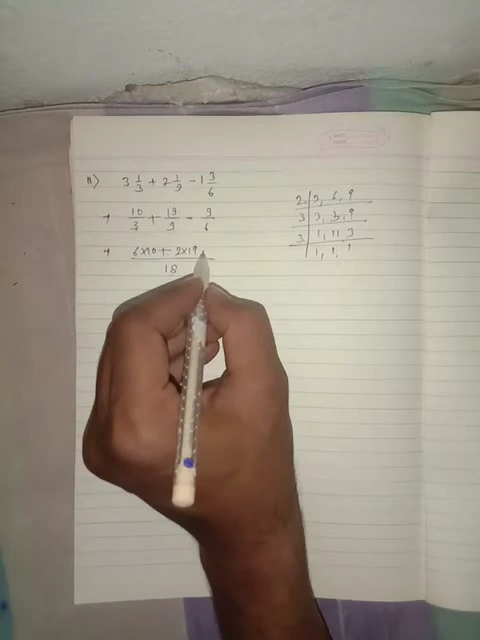 11) 3 1/3 + 2 1/9 - 1 3/6
→ 10/3 + 19/9 - 9/6
→ (6×10 + 2×19)/18
2 | 3, 6, 9
3 | 3, 3, 9
3 | 1, 1, 3
1, 1, 1